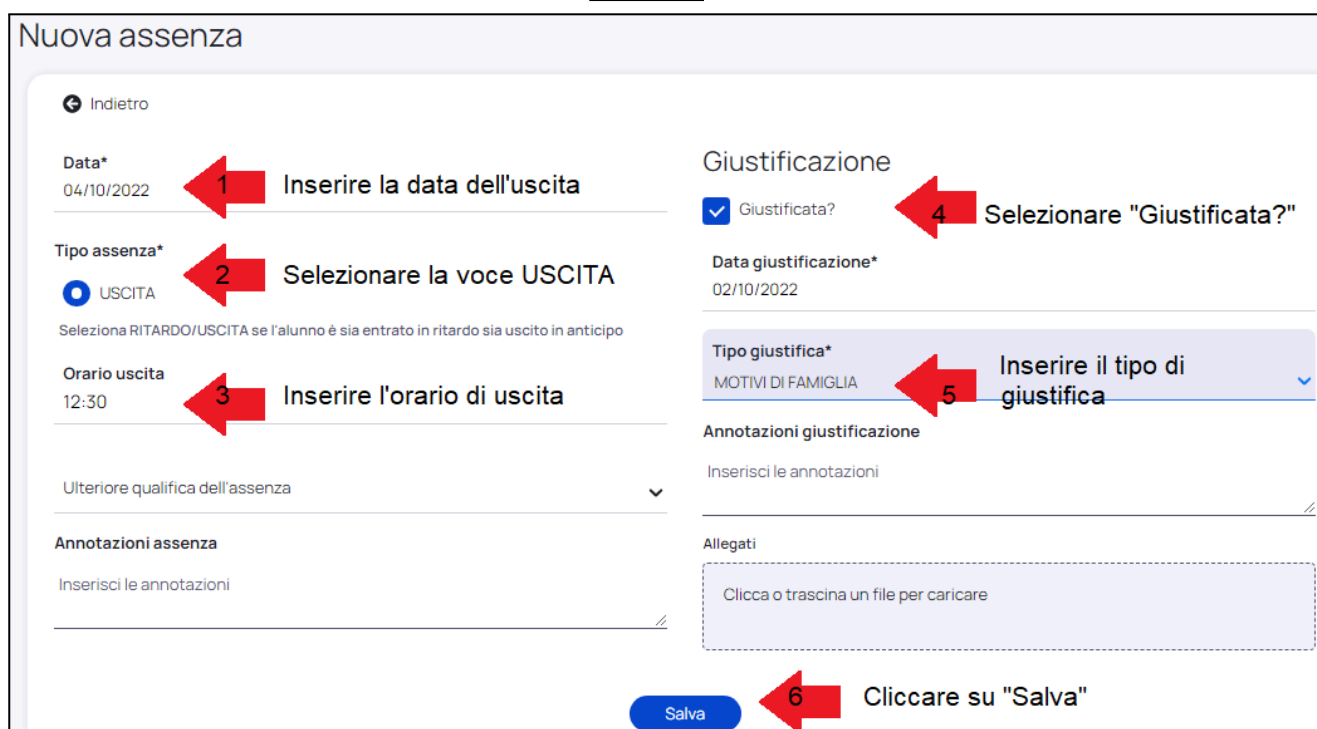 Nuova assenza
Indietro
Data*
04/10/2022
1
Inserire la data dell'uscita
Tipo assenza*
USCITA
2
Selezionare la voce USCITA
Seleziona RITARDO/USCITA se l'alunno è sia entrato in ritardo sia uscito in anticipo
Orario uscita
12:30
3
Inserire l'orario di uscita
Ulteriore qualifica dell'assenza
Annotazioni assenza
Inserisci le annotazioni
Giustificazione
Giustificata?
4
Selezionare "Giustificata?"
Data giustificazione*
02/10/2022
Tipo giustifica*
MOTIVI DI FAMIGLIA
5
Inserire il tipo di
giustifica
Annotazioni giustificazione
Inserisci le annotazioni
Allegati
Clicca o trascina un file per caricare
Salva
6
Cliccare su "Salva"